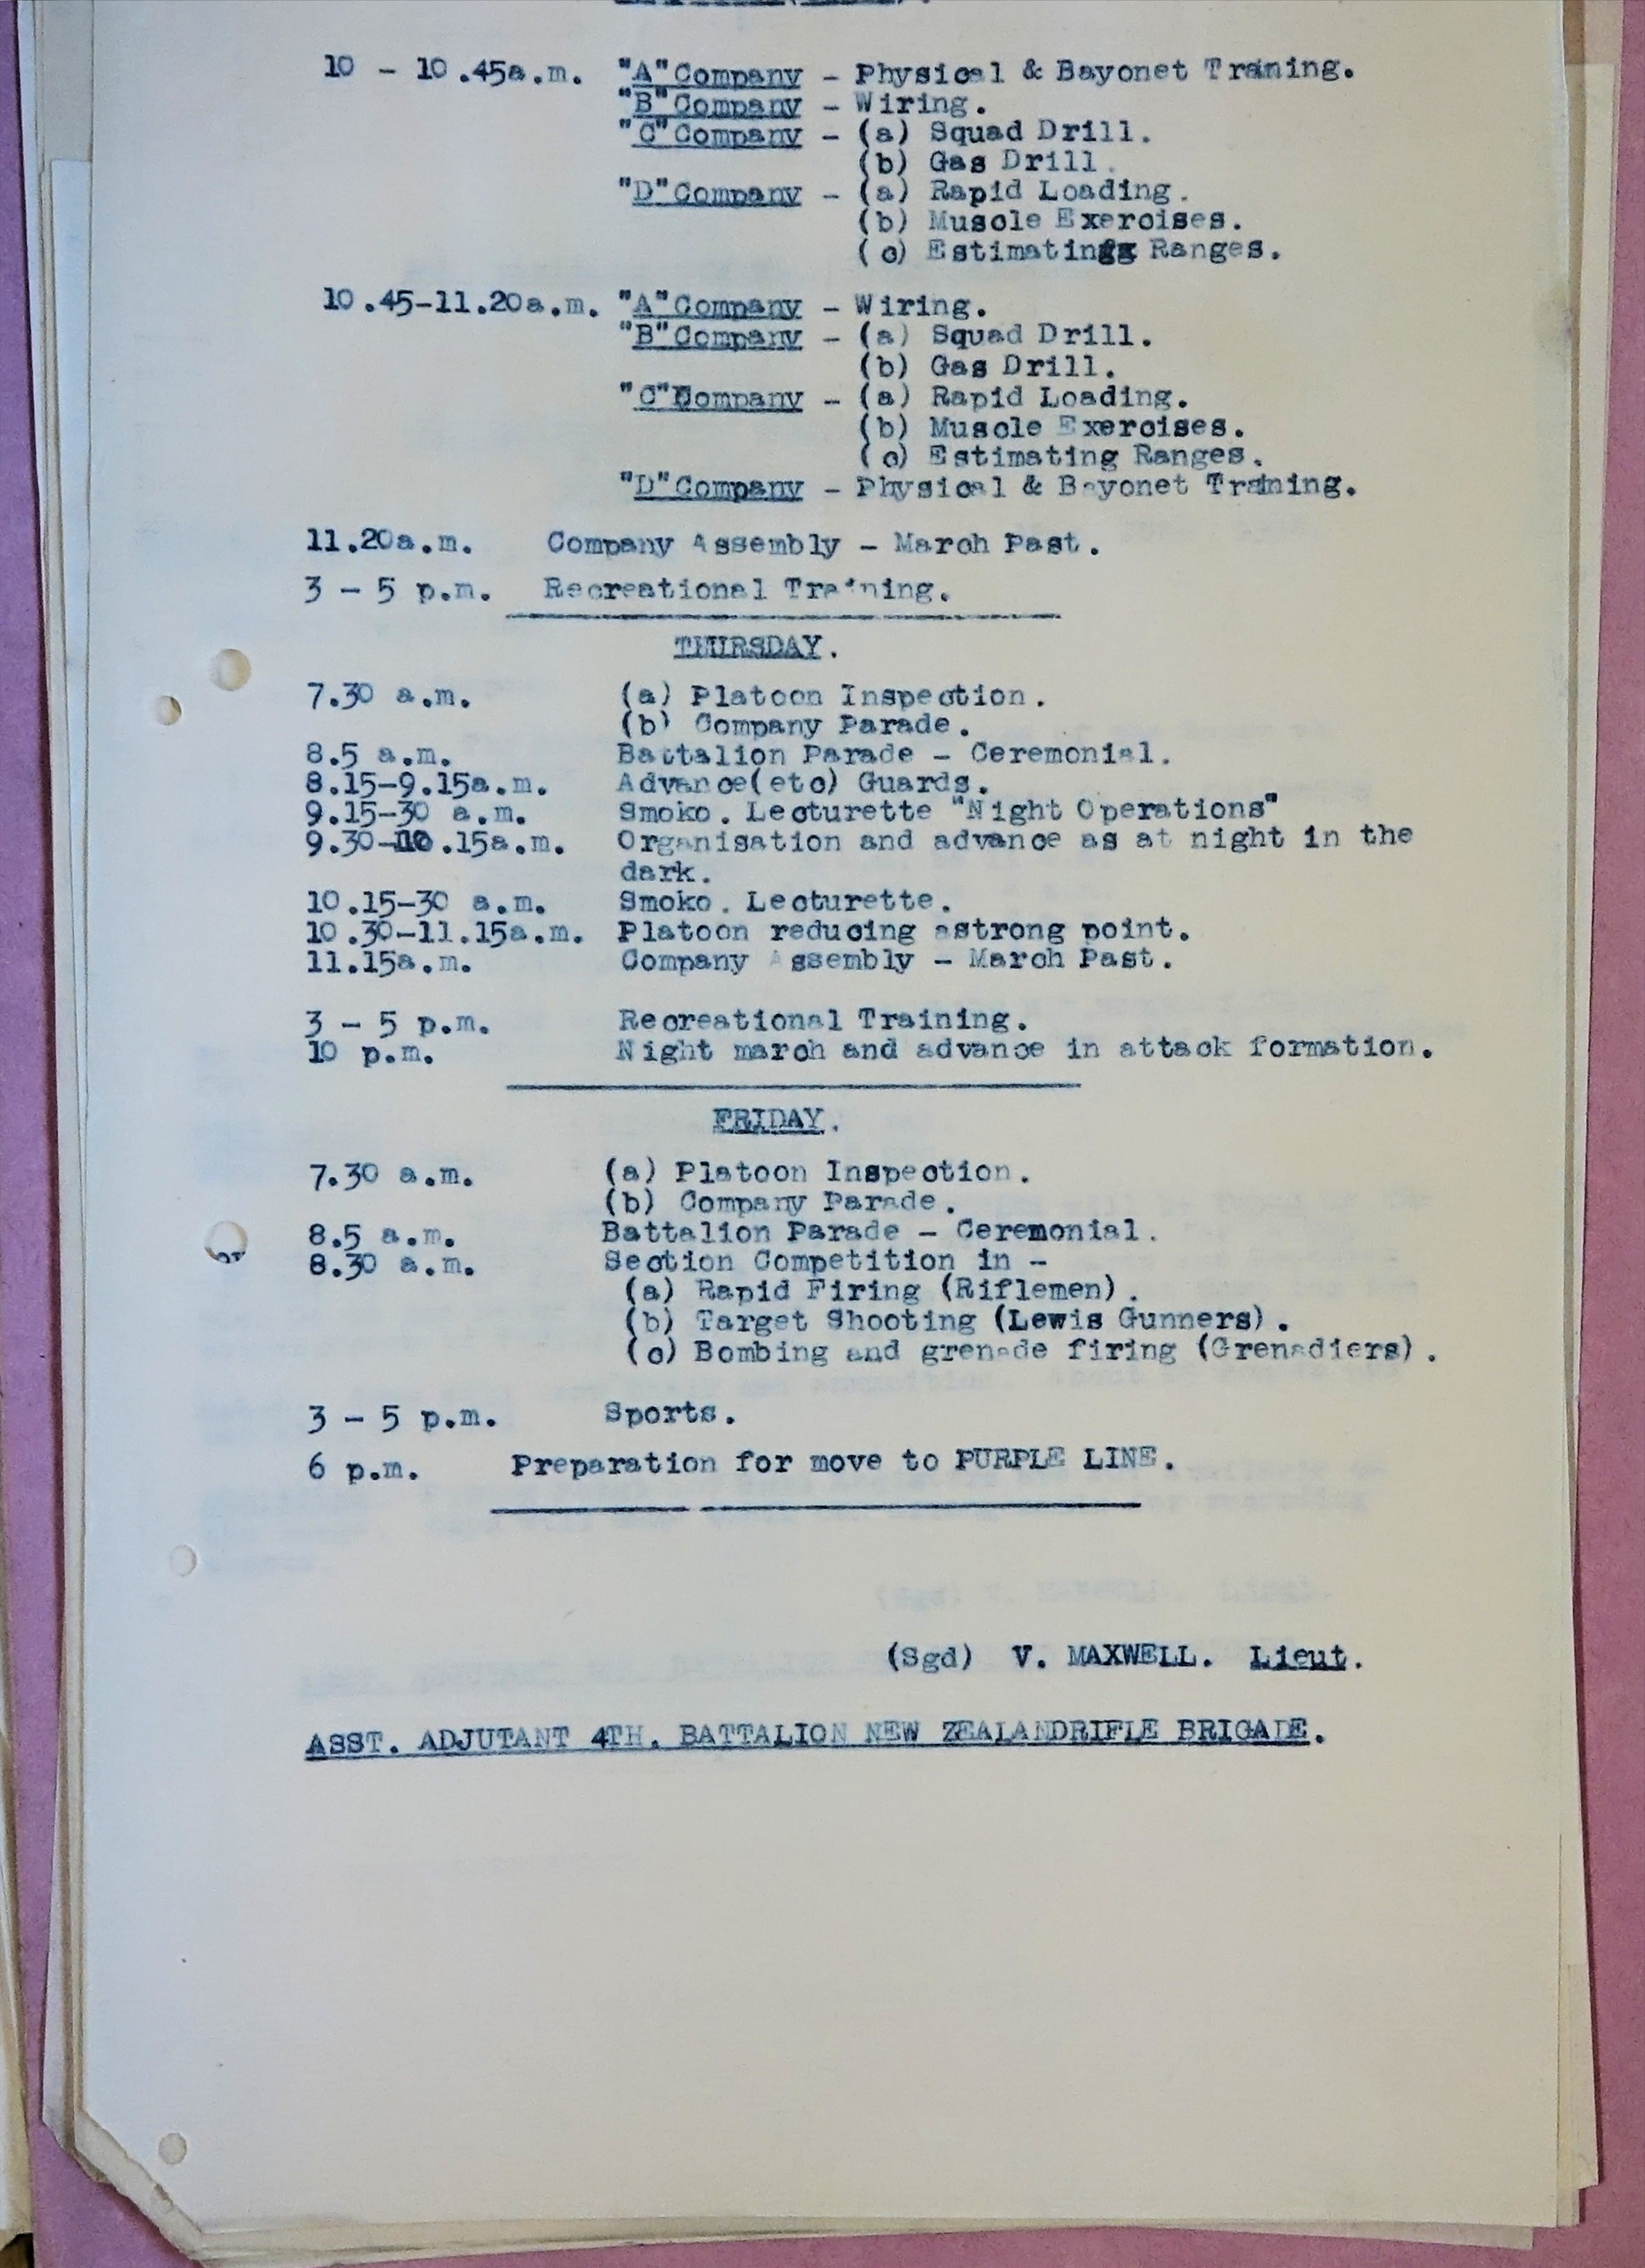 10 - 10.45a.m. "A"Company - Physical & Bayonet Traning.
"B"Company - Wiring.
"C"Company - (a) Squad Drill.
(b) Gas Drill.
"D"Company - (a) Rapid Loading.
(b) Muscle Exercises.
(c) Estimating Ranges.
10.45-11.20a.m. "A"Company - Wiring.
"B"Company - (a) Squad Drill.
(b) Gas Drill.
"C"Company - (a) Rapid Loading.
(b) Muscle Exercises.
(c) Estimating Ranges.
"D"Company - Physical & Bayonet Traning.
11.20a.m. Company Assembly - March Past.
3 - 5 p.m. Recreational Training.
THURSDAY.
7.30 a.m. (a) Platoon Inspection.
(b) Company Parade.
8.5 a.m. Battalion Parade - Ceremonial.
8.15-9.15a.m. Advance(etc) Guards.
9.15-30 a.m. Smoko. Lecturette "Night Operations"
9.30-10.15a.m. Organisation and advance as at night in the
dark.
10.15-30 a.m. Smoko. Lecturette.
10.30-11.15a.m. Platoon reducing astrong point.
11.15a.m. Company Assembly - March Past.
3 - 5 p.m. Recreational Training.
10 p.m. Night march and advance in attack formation.
FRIDAY.
7.30 a.m. (a) Platoon Inspection.
(b) Company Parade.
8.5 a.m. Battalion Parade - Ceremonial.
8.30 a.m. Section Competition in -
(a) Rapid Firing (Riflemen).
(b) Target Shooting (Lewis Gunners).
(c) Bombing and grenade firing (Grenadiers).
3 - 5 p.m. Sports.
6 p.m. Preparation for move to PURPLE LINE.
(Sgd) V. MAXWELL. Lieut.
ASST. ADJUTANT 4TH. BATTALION NEW ZEALANDRIFLE BRIGADE.